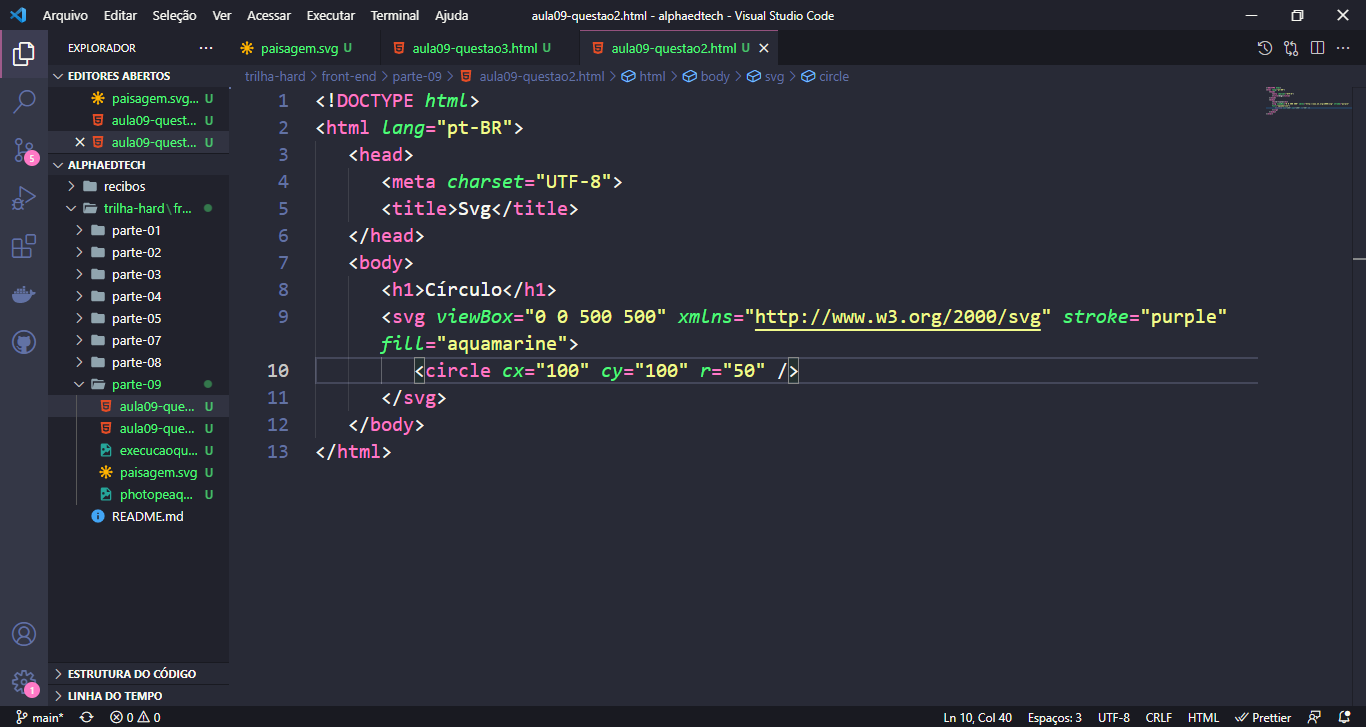 Arquivo Editar Seleção Ver Acessar Executar Terminal Ajuda aula09-questao2.html - alphaedtech - Visual Studio Code
EXPLORADOR ···
paisagem.svg U aula09-questao3.html U aula09-questao2.html U
EDITORES ABERTOS
paisagem.svg... U
aula09-quest... U
aula09-quest... U
ALPHAEDTECH
recibos
trilha-hard\fr...
parte-01
parte-02
parte-03
parte-04
parte-05
parte-07
parte-08
parte-09
aula09-que... U
aula09-que... U
execucaoqu... U
paisagem.svg U
photopeaq... U
README.md
ESTRUTURA DO CÓDIGO
LINHA DO TEMPO
5
1
trilha-hard > front-end > parte-09 > aula09-questao2.html > html > body > svg > circle
1 <!DOCTYPE html>
2 <html lang="pt-BR">
3 <head>
4 <meta charset="UTF-8">
5 <title>Svg</title>
6 </head>
7 <body>
8 <h1>Círculo</h1>
9 <svg viewBox="0 0 500 500" xmlns="http://www.w3.org/2000/svg" stroke="purple"
fill="aquamarine">
10 <circle cx="100" cy="100" r="50" />
11 </svg>
12 </body>
13 </html>
main* 0 0 Ln 10, Col 40 Espaços: 3 UTF-8 CRLF HTML Prettier